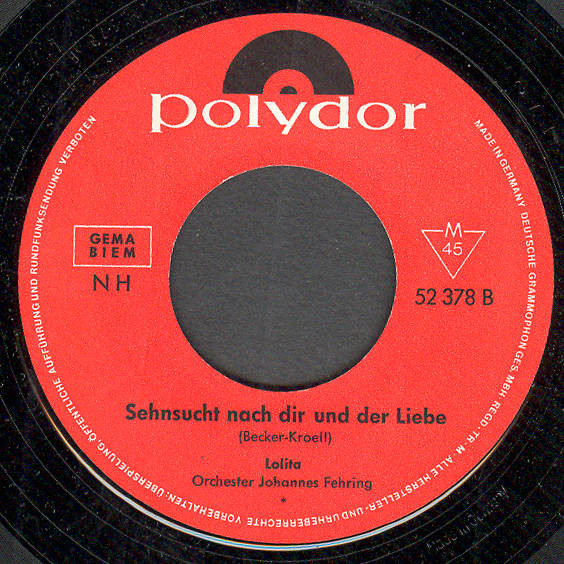 polydor
GEMA
BIEM
NH
M
45
52 378 B
Sehnsucht nach dir und der Liebe
(Becker-Kroell)
Lolita
Orchester Johannes Fehring
*
MADE IN GERMANY DEUTSCHE GRAMMOPHON GES. MBH REGD.-TR. M. ALLE HERSTELLER- UND URHEBERRECHTE VORBEHALTEN: ÜBERSPIELUNG, ÖFFENTLICHE AUFFÜHRUNG UND RUNDFUNKSENDUNG VERBOTEN